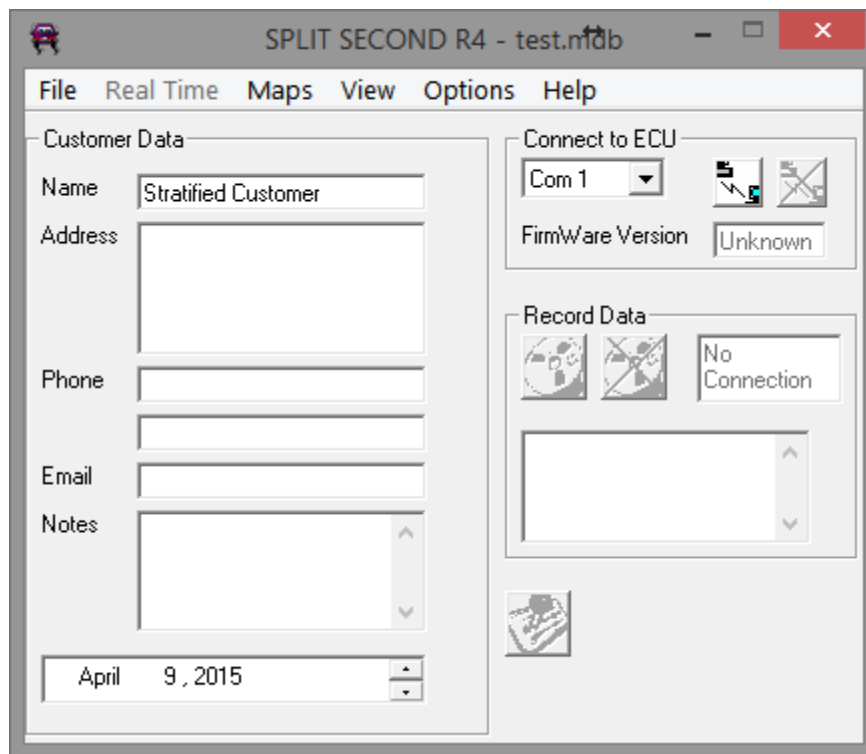 SPLIT SECOND R4 - test.mdb
File Real Time Maps View Options Help
Customer Data
Name Stratified Customer
Address
Phone
Email
Notes
April 9 , 2015
Connect to ECU
Com 1
FirmWare Version Unknown
Record Data
No
Connection